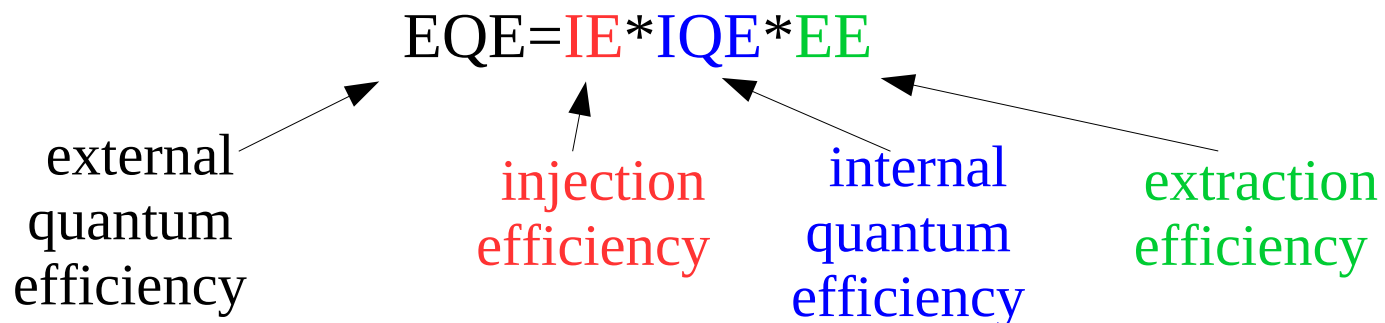 EQE=IE*IQE*EE
external
quantum
efficiency
injection
efficiency
internal
quantum
efficiency
extraction
efficiency